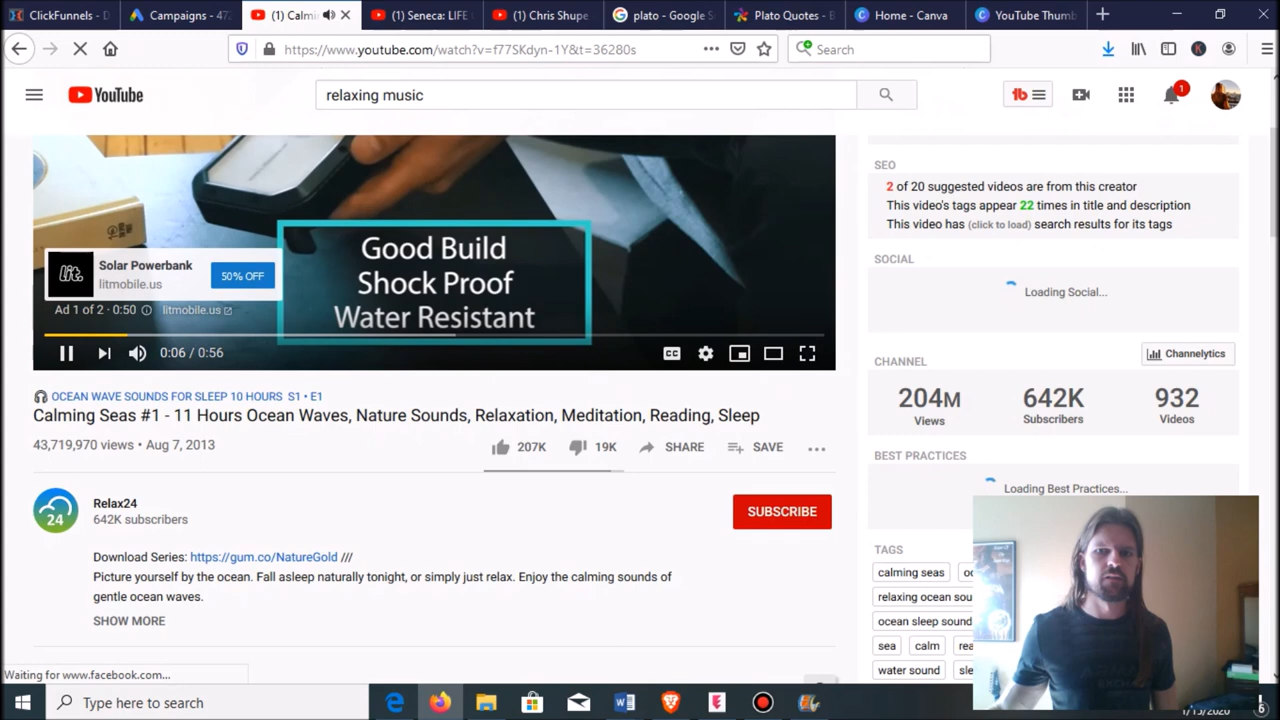 ClickFunnels - D
Campaigns - 47
(1) Calmi
(1) Seneca: LIFE
(1) Chris Shupe
plato - Google S
Plato Quotes - B
Home - Canva
YouTube Thumb
https://www.youtube.com/watch?v=f77SKdyn-1Y&t=36280s
Search
YouTube
relaxing music
tb
1
SEO
2 of 20 suggested videos are from this creator
This video's tags appear 22 times in title and description
This video has (click to load) search results for its tags
Good Build
Shock Proof
Water Resistant
lit
Solar Powerbank
litmobile.us
50% OFF
Ad 1 of 2 · 0:50
litmobile.us
0:06 / 0:56
CC
SOCIAL
Loading Social...
CHANNEL
Channelytics
204M
Views
642K
Subscribers
932
Videos
OCEAN WAVE SOUNDS FOR SLEEP 10 HOURS S1 • E1
Calming Seas #1 - 11 Hours Ocean Waves, Nature Sounds, Relaxation, Meditation, Reading, Sleep
43,719,970 views • Aug 7, 2013
207K
19K
SHARE
SAVE
BEST PRACTICES
Loading Best Practices...
24
Relax24
642K subscribers
SUBSCRIBE
Download Series: https://gum.co/NatureGold ///
Picture yourself by the ocean. Fall asleep naturally tonight, or simply just relax. Enjoy the calming sounds of
gentle ocean waves.
SHOW MORE
TAGS
calming seas
relaxing ocean sou
ocean sleep sound
sea
calm
rea
water sound
sle
Waiting for www.facebook.com...
Type here to search
1/15/2020